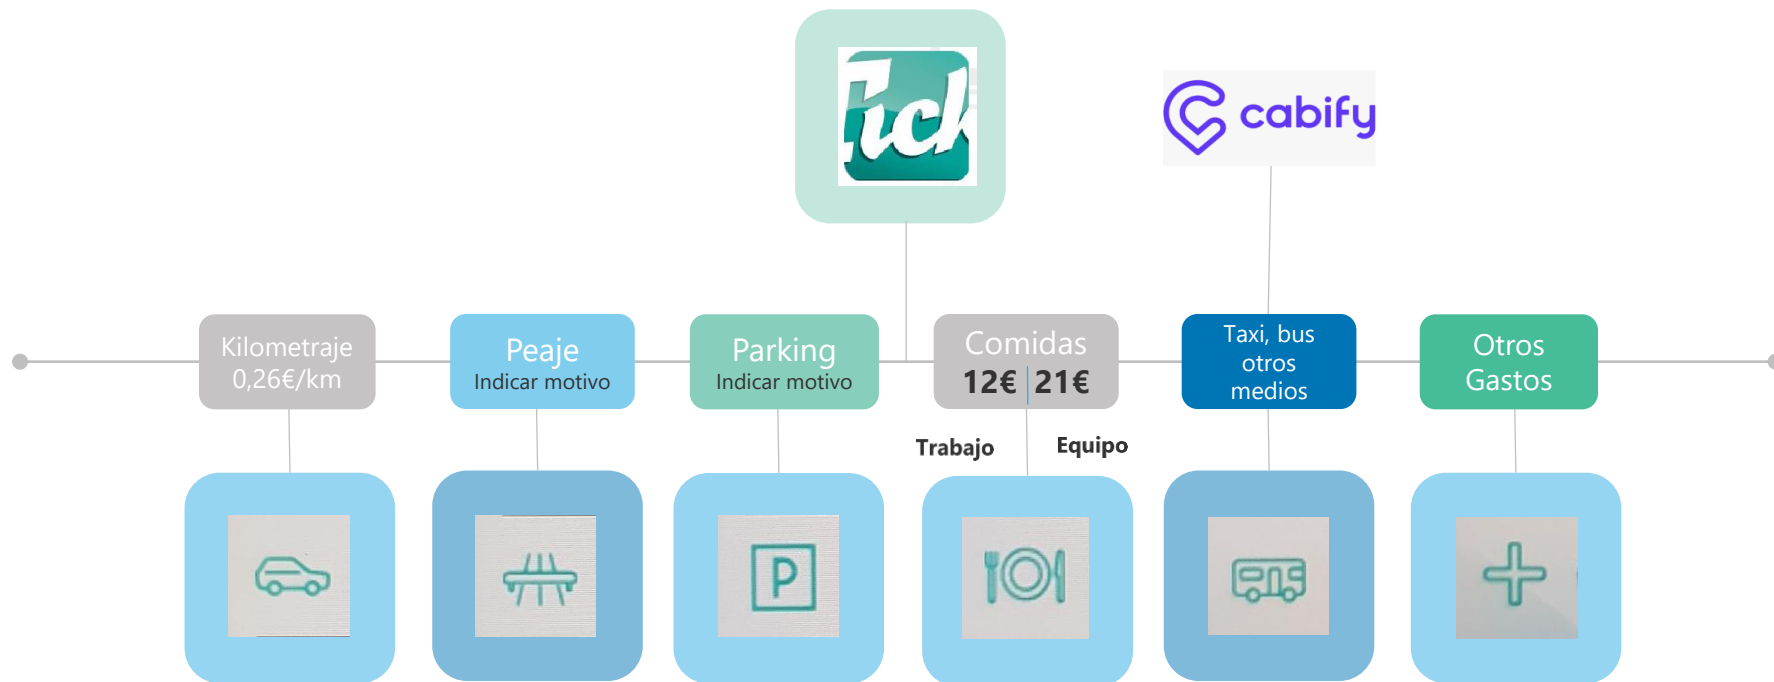 Tick
cabify
Kilometraje
0,26€/km
Peaje
Indicar motivo
Parking
Indicar motivo
Comidas
12€ 21€
Taxi, bus
otros
medios
Otros
Gastos
Trabajo Equipo
P